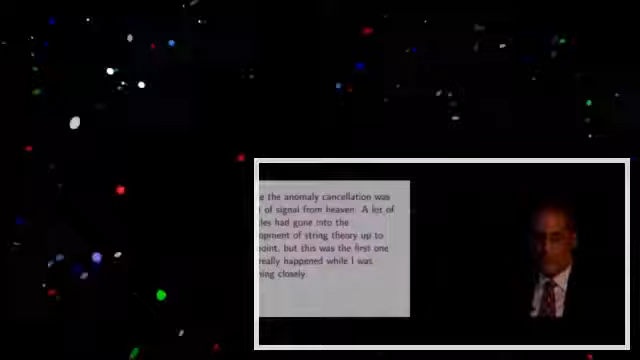 e the anomaly cancellation was
of signal from heaven. A lot of
les had gone into the
opment of string theory up to
point, but this was the first one
really happened while I was
ing closely